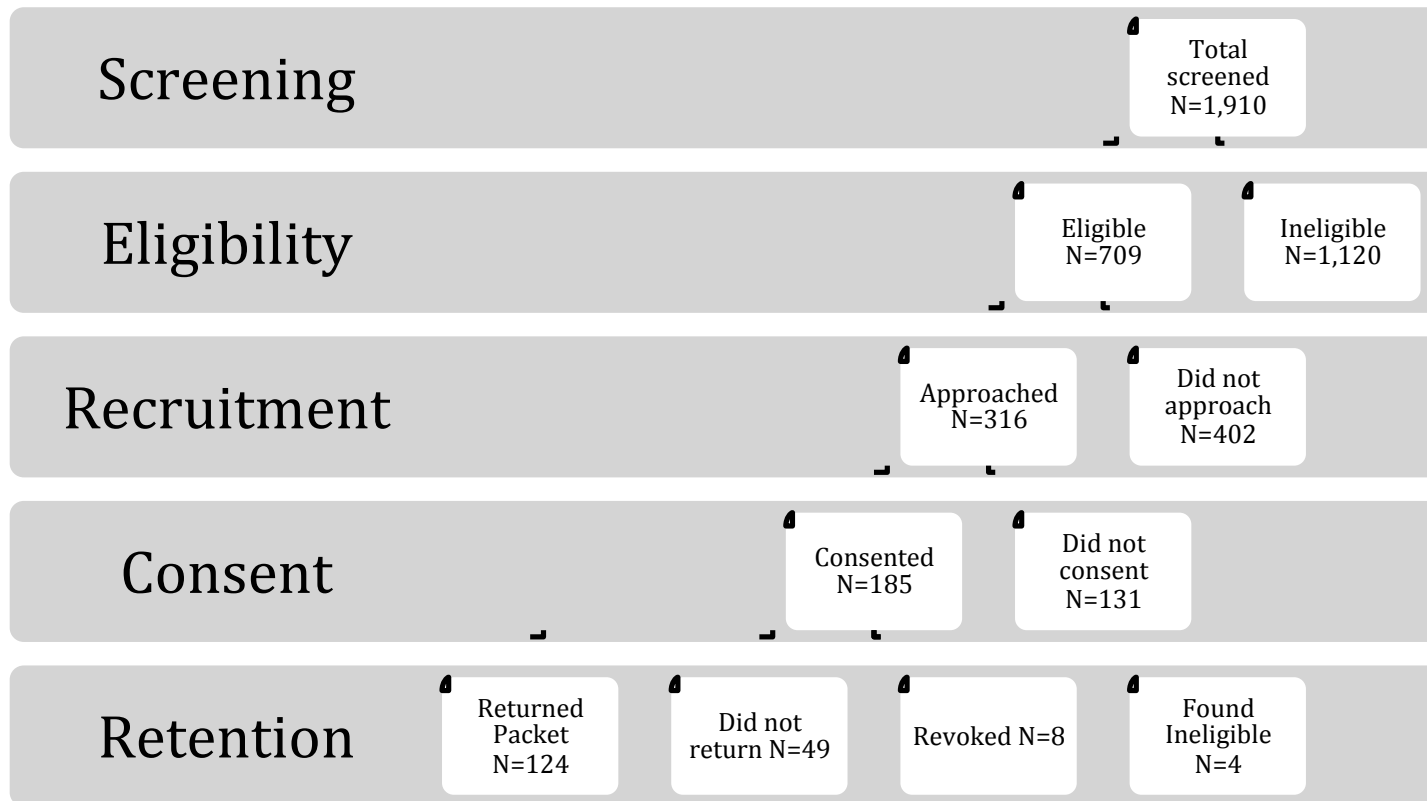 Screening
Total
screened
N=1,910
Eligibility
Eligible
N=709
Ineligible
N=1,120
Recruitment
Approached
N=316
Did not
approach
N=402
Consent
Consented
N=185
Did not
consent
N=131
Retention
Returned
Packet
N=124
Did not
return N=49
Revoked N=8
Found
Ineligible
N=4